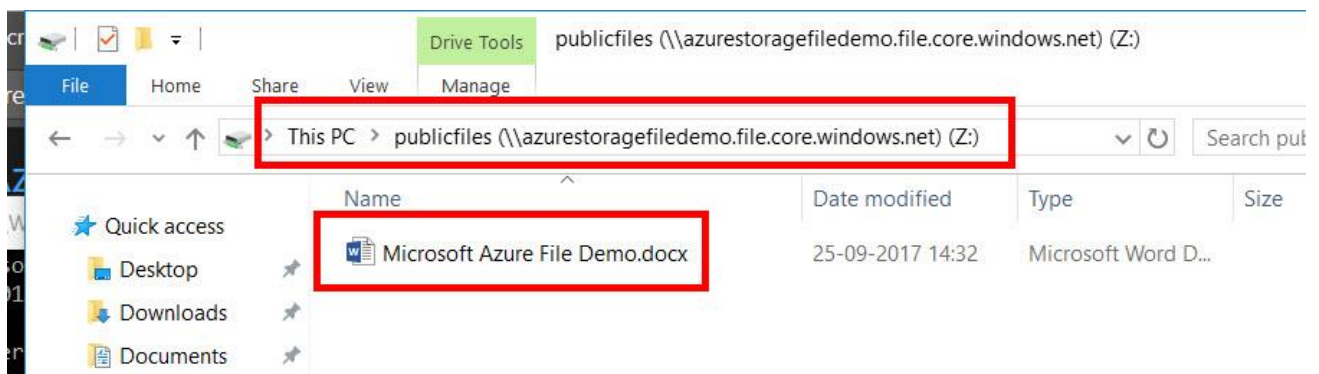 Drive Tools publicfiles (\\azurestoragefiledemo.file.core.windows.net) (Z:)
File Home Share View Manage
This PC > publicfiles (\\azurestoragefiledemo.file.core.windows.net) (Z:) Search pub
Name Date modified Type Size
Quick access
Microsoft Azure File Demo.docx 25-09-2017 14:32 Microsoft Word D...
Desktop
Downloads
Documents